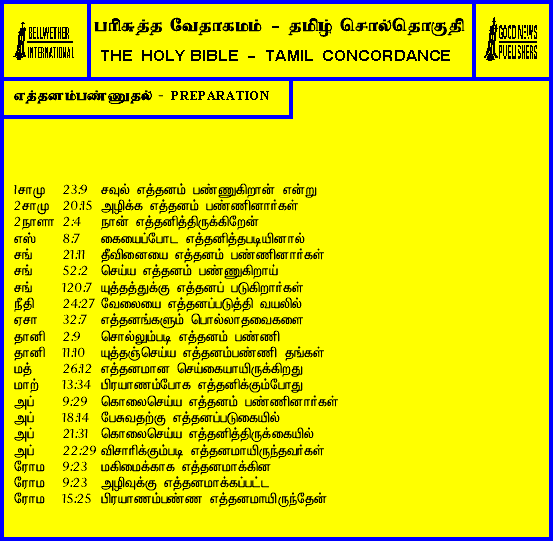 BELLWETHER
INTERNATIONAL
பரிசுத்த வேதாகமம் - தமிழ் சொல்தொகுதி
THE HOLY BIBLE - TAMIL CONCORDANCE
GOOD NEWS
PUBLISHERS
எத்தனம்பண்ணுதல் - PREPARATION
1சாமு 23:9 சவுல் எத்தனம் பண்ணுகிறான் என்று
2சாமு 20:15 அழிக்க எத்தனம் பண்ணினார்கள்
2நாளா 2:4 நான் எத்தனித்திருக்கிறேன்
எஸ் 8:7 கையைப்போட எத்தனித்தபடியினால்
சங் 21:11 தீவினையை எத்தனம் பண்ணினார்கள்
சங் 52:2 செய்ய எத்தனம் பண்ணுகிறாய்
சங் 120:7 யுத்தத்துக்கு எத்தனப் படுகிறார்கள்
நீதி 24:27 வேலையை எத்தனப்படுத்தி வயலில்
ஏசா 32:7 எத்தனங்களும் பொல்லாதவைகளை
தானி 2:9 சொல்லும்படி எத்தனம் பண்ணி
தானி 11:10 யுத்தஞ்செய்ய எத்தனம்பண்ணி தங்கள்
மத் 26:12 எத்தனமான செய்கையாயிருக்கிறது
மாற் 13:34 பிரயாணம்போக எத்தனிக்கும்போது
அப் 9:29 கொலைசெய்ய எத்தனம் பண்ணினார்கள்
அப் 18:14 பேசுவதற்கு எத்தனப்படுகையில்
அப் 21:31 கொலைசெய்ய எத்தனித்திருக்கையில்
அப் 22:29 விசாரிக்கும்படி எத்தனமாயிருந்தவர்கள்
ரோம 9:23 மகிமைக்காக எத்தனமாக்கின
ரோம 9:23 அழிவுக்கு எத்தனமாக்கப்பட்ட
ரோம 15:25 பிரயாணம்பண்ண எத்தனமாயிருந்தேன்